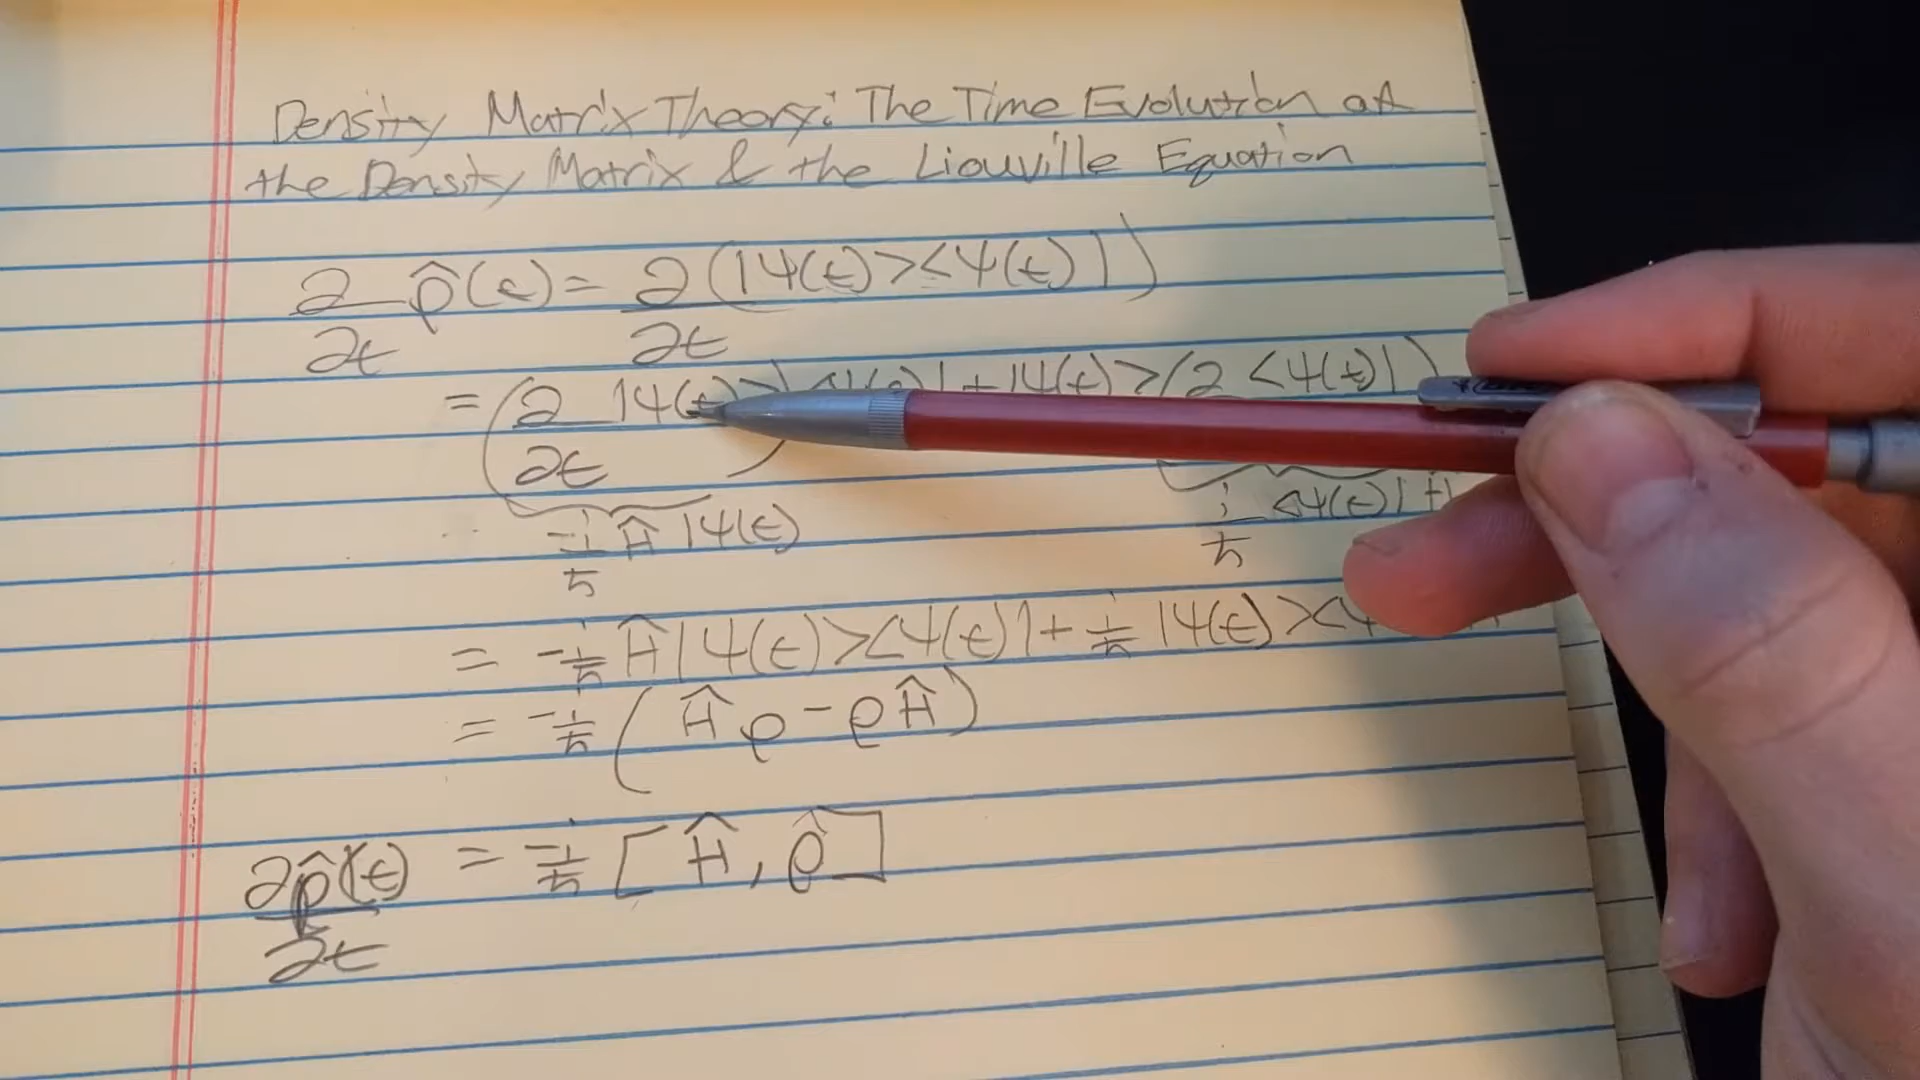 Density Matrix Theory: The Time Evolution of
the Density Matrix & the Liouville Equation
∂/∂t ρ̂(t) = ∂/∂t (|Ψ(t)><Ψ(t)|)
= (∂/∂t |Ψ(t)>) <Ψ(t)| + |Ψ(t)> (∂/∂t <Ψ(t)|)
-i/ħ Ĥ |Ψ(t)> i/ħ <Ψ(t)|
= -i/ħ Ĥ|Ψ(t)><Ψ(t)| + i/ħ |Ψ(t)><Ψ
= -i/ħ (Ĥρ - ρĤ)
∂ρ̂(t)/∂t = -i/ħ [Ĥ, ρ̂]